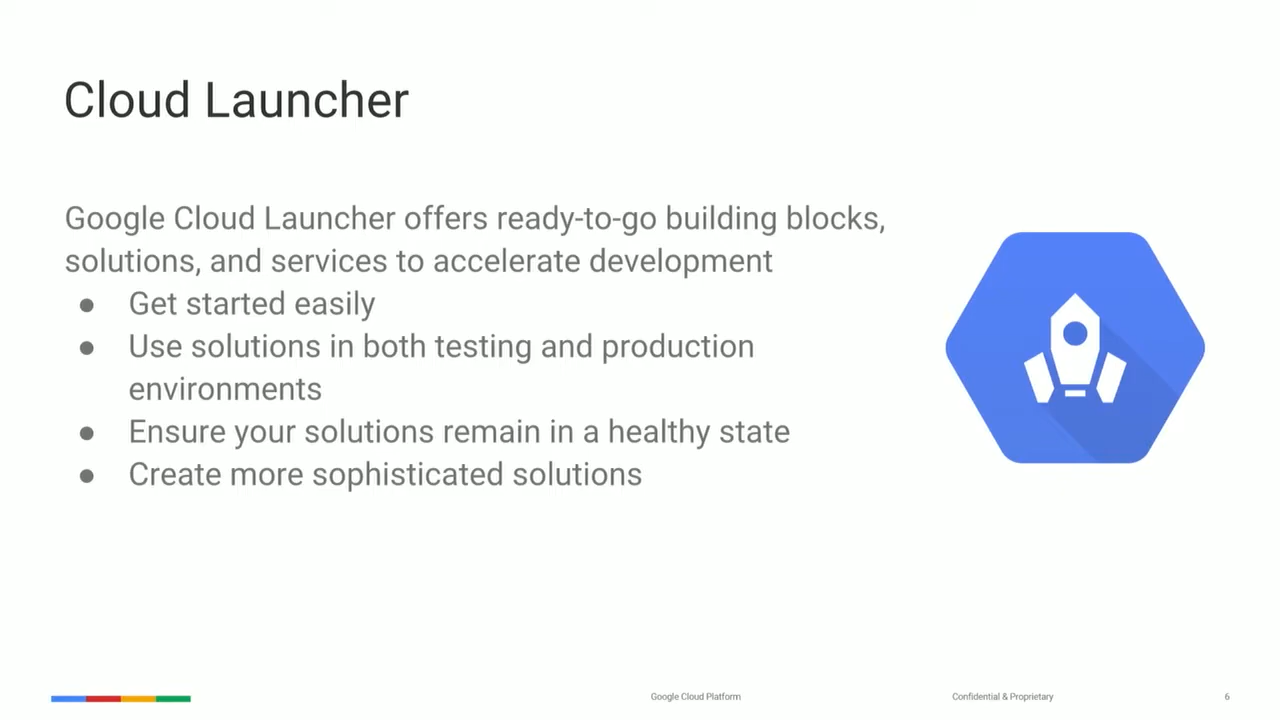 Cloud Launcher
Google Cloud Launcher offers ready-to-go building blocks,
solutions, and services to accelerate development
● Get started easily
● Use solutions in both testing and production
environments
● Ensure your solutions remain in a healthy state
● Create more sophisticated solutions
Google Cloud Platform
Confidential & Proprietary
6